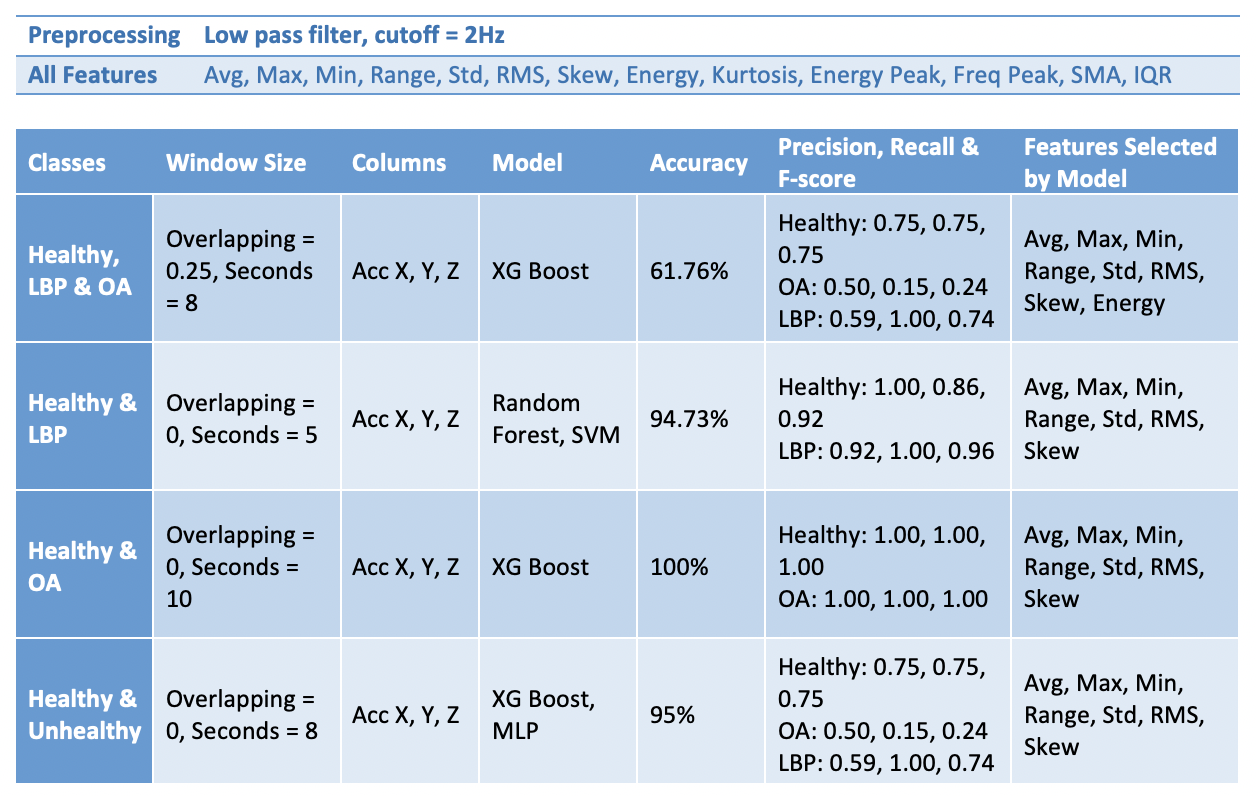 Preprocessing Low pass filter, cutoff = 2Hz
All Features Avg, Max, Min, Range, Std, RMS, Skew, Energy, Kurtosis, Energy Peak, Freq Peak, SMA, IQR
Classes
Window Size
Columns
Model
Accuracy
Precision, Recall &
F-score
Features Selected
by Model
Healthy,
LBP & OA
Overlapping =
0.25, Seconds
= 8
Acc X, Y, Z
XG Boost
61.76%
Healthy: 0.75, 0.75,
0.75
OA: 0.50, 0.15, 0.24
LBP: 0.59, 1.00, 0.74
Avg, Max, Min,
Range, Std, RMS,
Skew, Energy
Healthy &
LBP
Overlapping =
0, Seconds = 5
Acc X, Y, Z
Random
Forest, SVM
94.73%
Healthy: 1.00, 0.86,
0.92
LBP: 0.92, 1.00, 0.96
Avg, Max, Min,
Range, Std, RMS,
Skew
Healthy &
OA
Overlapping =
0, Seconds =
10
Acc X, Y, Z
XG Boost
100%
Healthy: 1.00, 1.00,
1.00
OA: 1.00, 1.00, 1.00
Avg, Max, Min,
Range, Std, RMS,
Skew
Healthy &
Unhealthy
Overlapping =
0, Seconds = 8
Acc X, Y, Z
XG Boost,
MLP
95%
Healthy: 0.75, 0.75,
0.75
OA: 0.50, 0.15, 0.24
LBP: 0.59, 1.00, 0.74
Avg, Max, Min,
Range, Std, RMS,
Skew